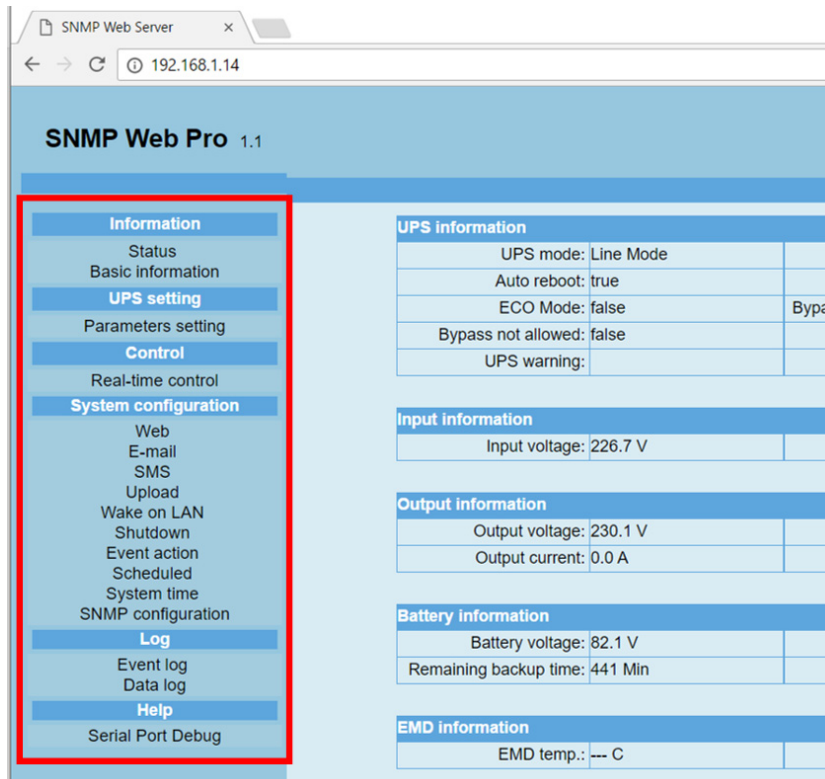 SNMP Web Server
192.168.1.14
SNMP Web Pro 1.1
Information
Status
Basic information
UPS setting
Parameters setting
Control
Real-time control
System configuration
Web
E-mail
SMS
Upload
Wake on LAN
Shutdown
Event action
Scheduled
System time
SNMP configuration
Log
Event log
Data log
Help
Serial Port Debug
UPS information
UPS mode: Line Mode
Auto reboot: true
ECO Mode: false Bypa
Bypass not allowed: false
UPS warning:
Input information
Input voltage: 226.7 V
Output information
Output voltage: 230.1 V
Output current: 0.0 A
Battery information
Battery voltage: 82.1 V
Remaining backup time: 441 Min
EMD information
EMD temp.: --- C